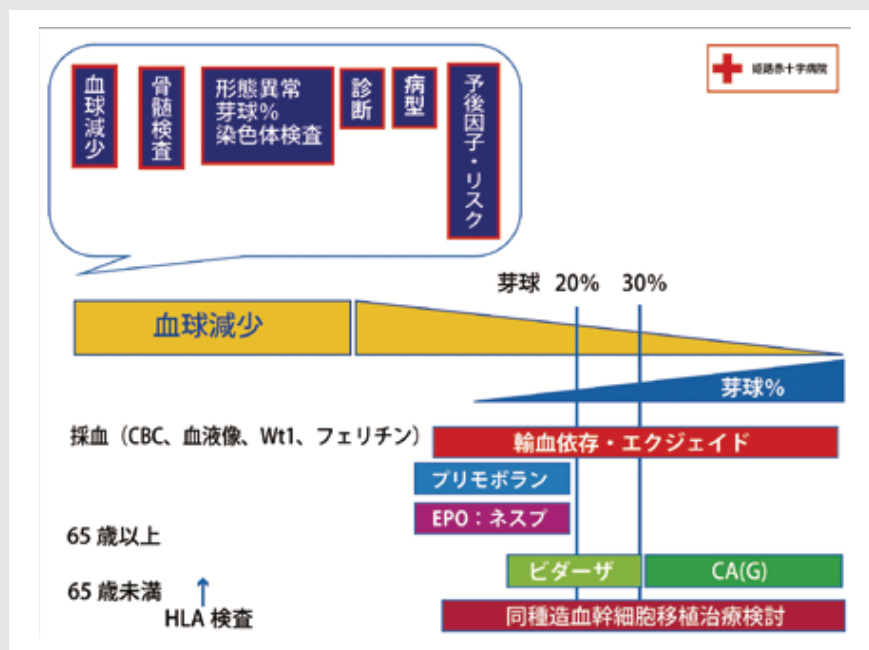 血球減少
骨髄検査
形態異常
芽球%
染色体検査
診断
病型
予後因子・リスク
姫路赤十字病院
芽球 20% 30%
血球減少
芽球%
採血（CBC、血液像、Wt1、フェリチン）
輸血依存・エクジェイド
プリモボラン
EPO：ネスプ
65 歳以上
ビダーザ
CA(G)
65 歳未満
HLA 検査
同種造血幹細胞移植治療検討